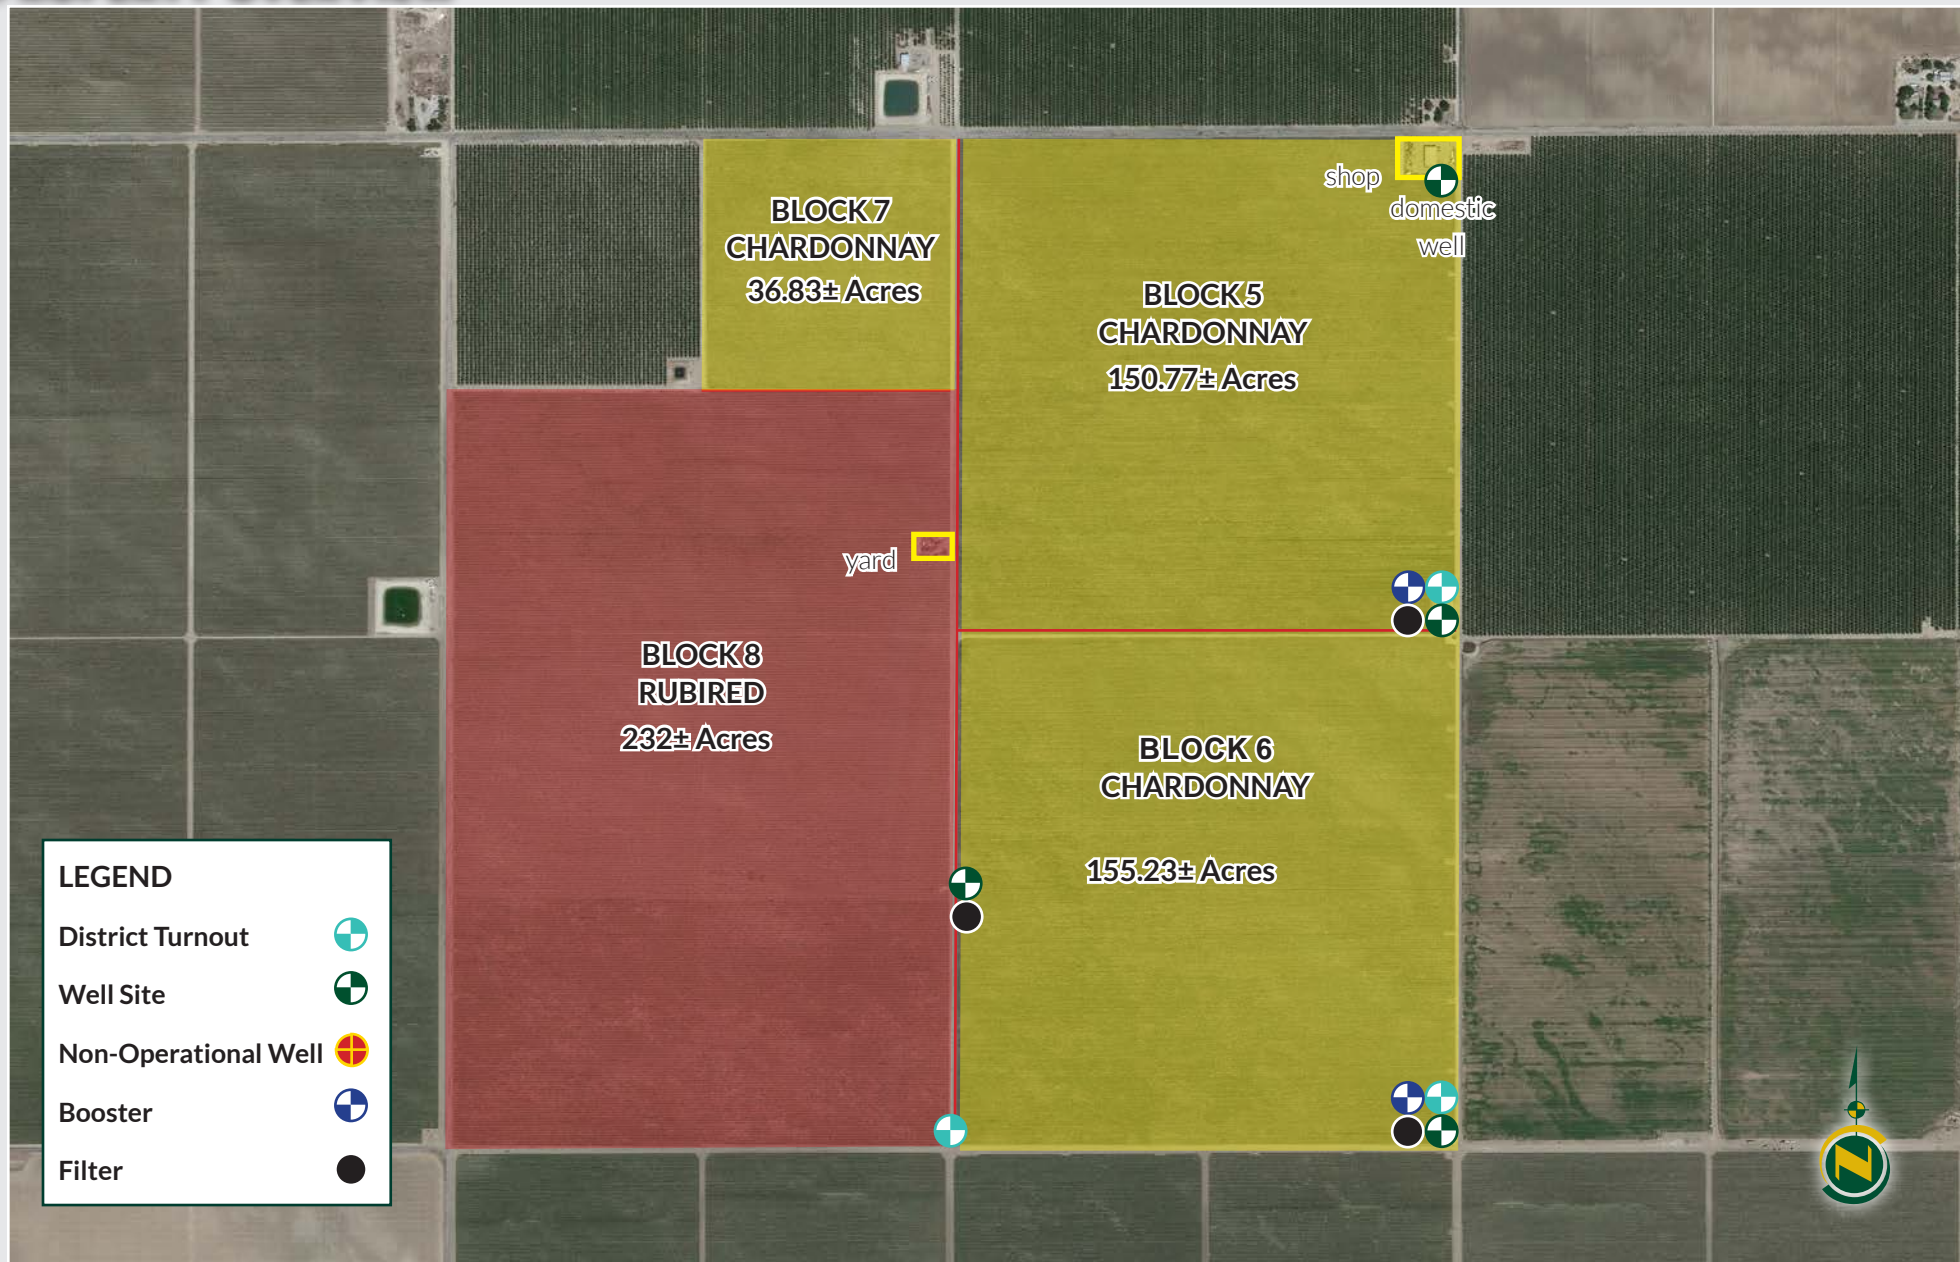 BLOCK 7
CHARDONNAY
36.83± Acres
shop
domestic
well
BLOCK 5
CHARDONNAY
150.77± Acres
yard
BLOCK 8
RUBIRED
232± Acres
BLOCK 6
CHARDONNAY
155.23± Acres
LEGEND
District Turnout
Well Site
Non-Operational Well
Booster
Filter
N